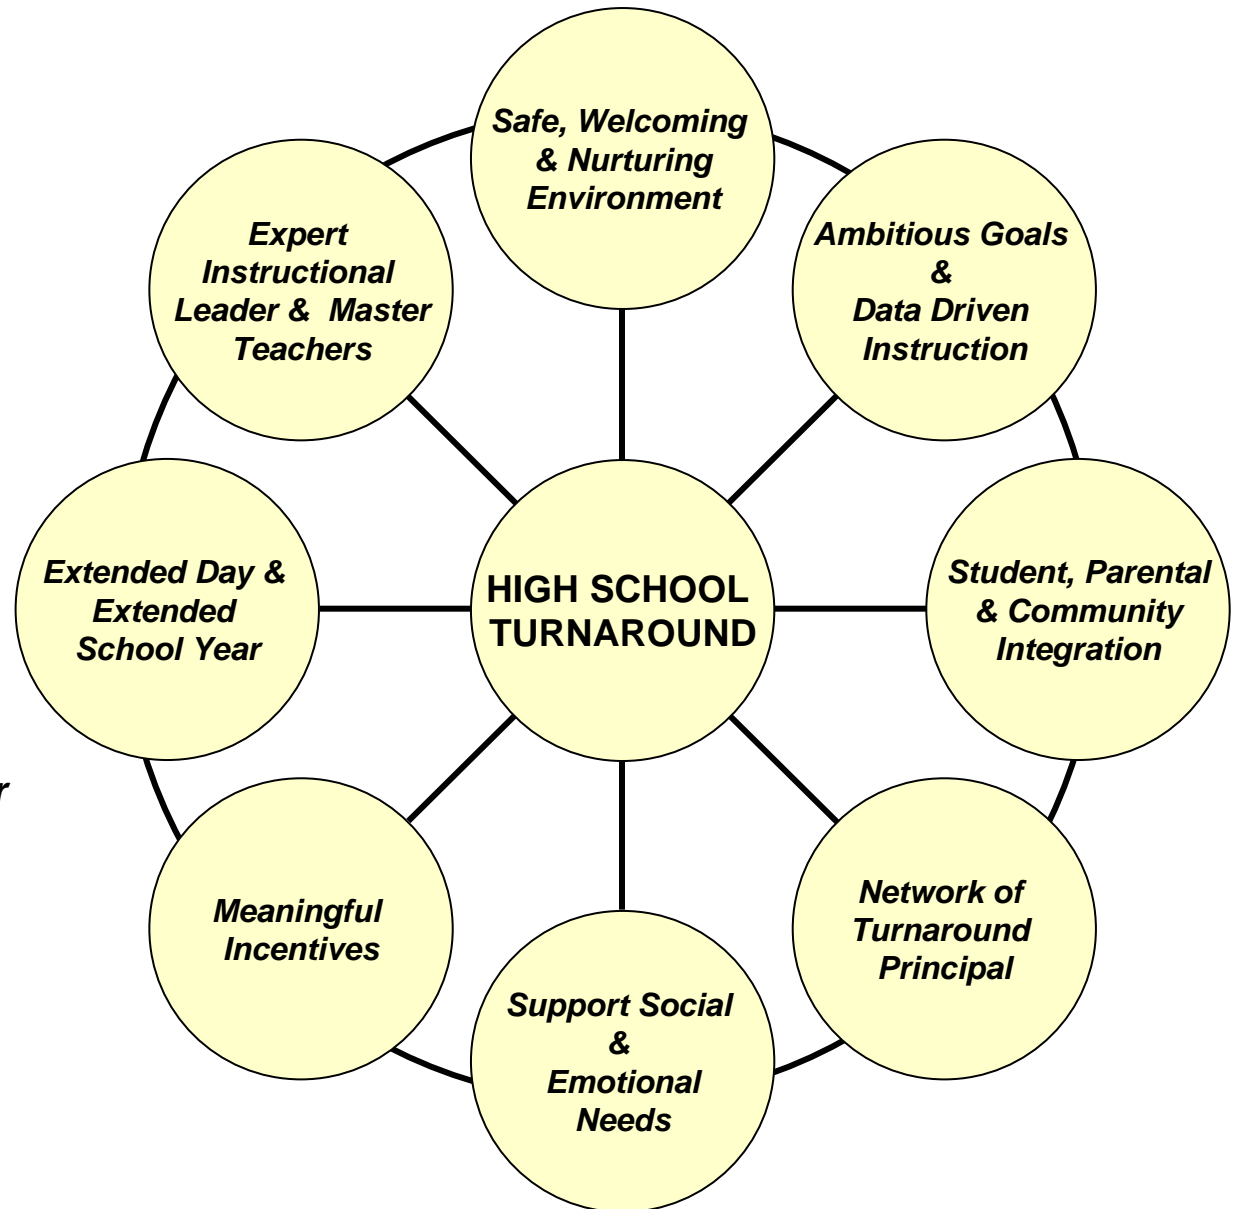 Safe, Welcoming
& Nurturing
Environment
Ambitious Goals
&
Data Driven
Instruction
Expert
Instructional
Leader & Master
Teachers
Extended Day &
Extended
School Year
HIGH SCHOOL
TURNAROUND
Student, Parental
& Community
Integration
Meaningful
Incentives
Network of
Turnaround
Principal
Support Social
&
Emotional
Needs